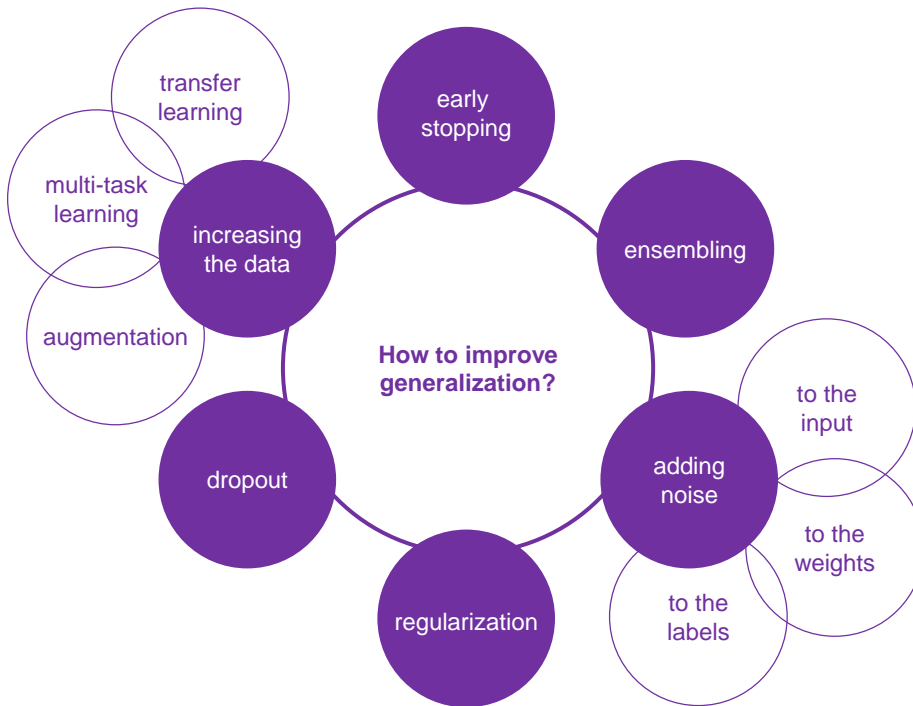 transfer
learning
early
stopping
multi-task
learning
increasing
the data
ensembling
augmentation
How to improve
generalization?
to the
input
dropout
adding
noise
to the
weights
regularization
to the
labels